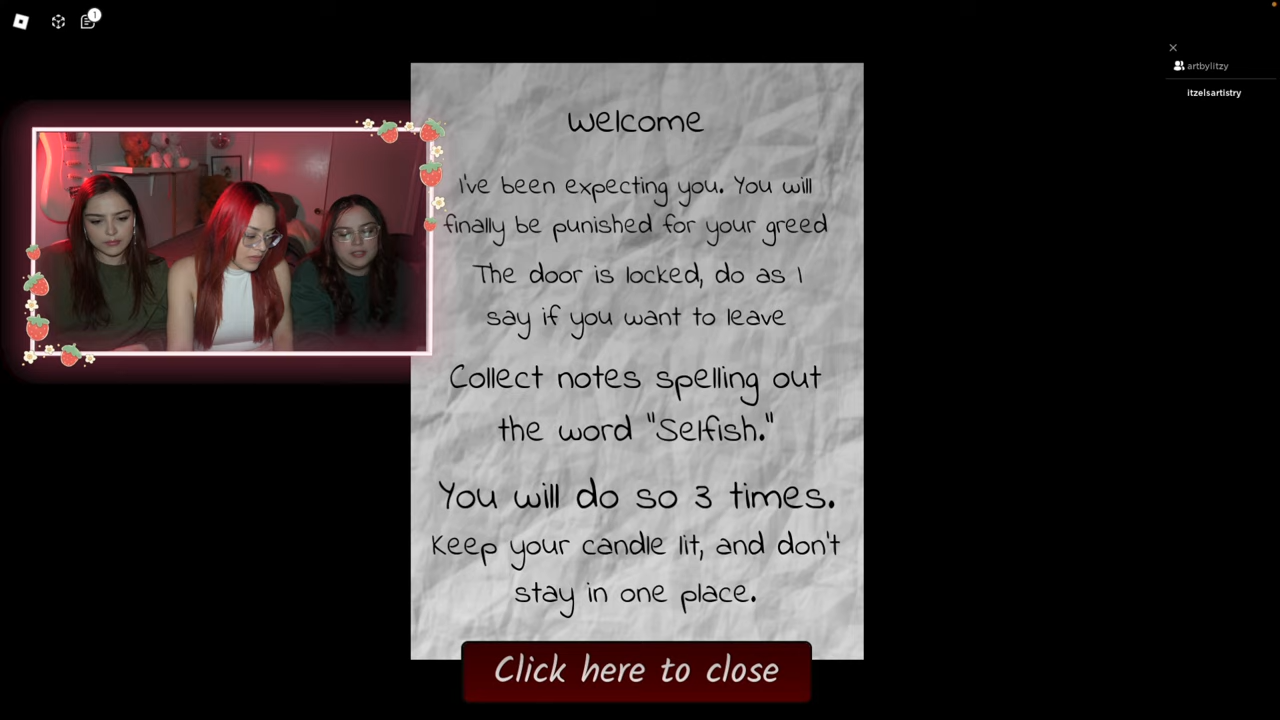 1
artbylitzy
itzelsartistry
Welcome
I've been expecting you. You will
finally be punished for your greed
The door is locked, do as I
say if you want to leave
Collect notes spelling out
the word "Selfish."
You will do so 3 times.
Keep your candle lit, and don't
stay in one place.
Click here to close